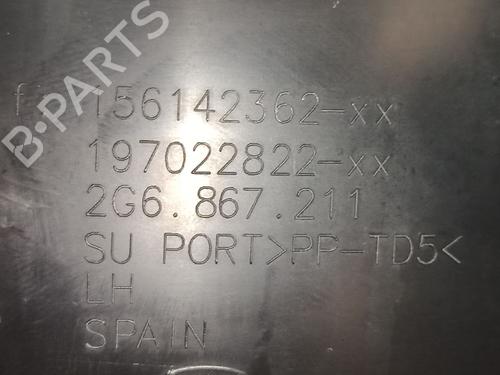 B-PARTS
156142362-xx
197022822-xx
2G6.867.211
SU PORT>PP-TD5<
LH
SPAIN